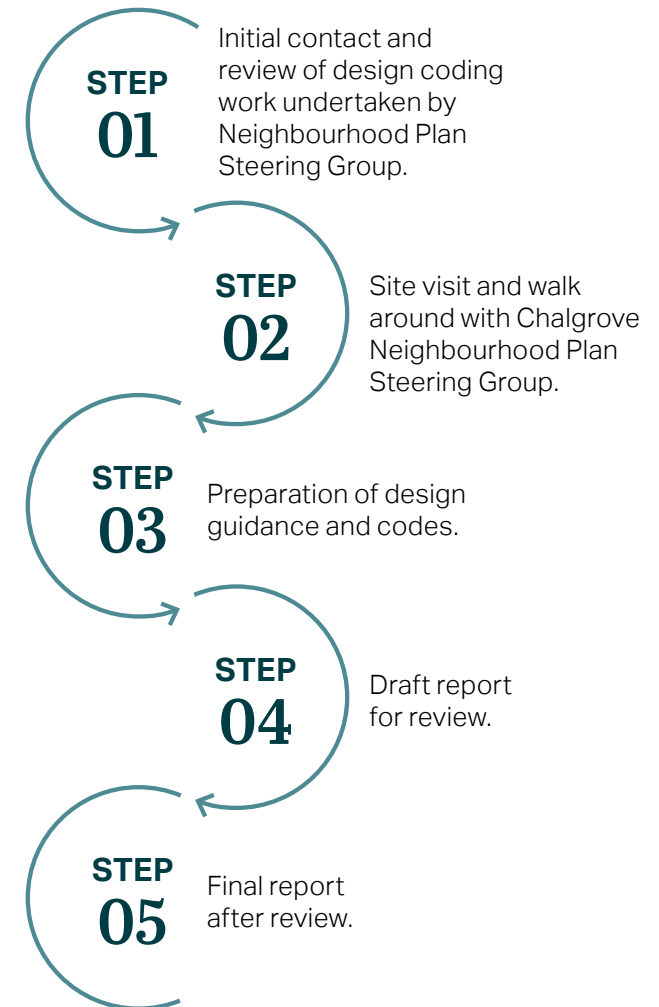 STEP
01
Initial contact and
review of design coding
work undertaken by
Neighbourhood Plan
Steering Group.
STEP
02
Site visit and walk
around with Chalgrove
Neighbourhood Plan
Steering Group.
STEP
03
Preparation of design
guidance and codes.
STEP
04
Draft report
for review.
STEP
05
Final report
after review.